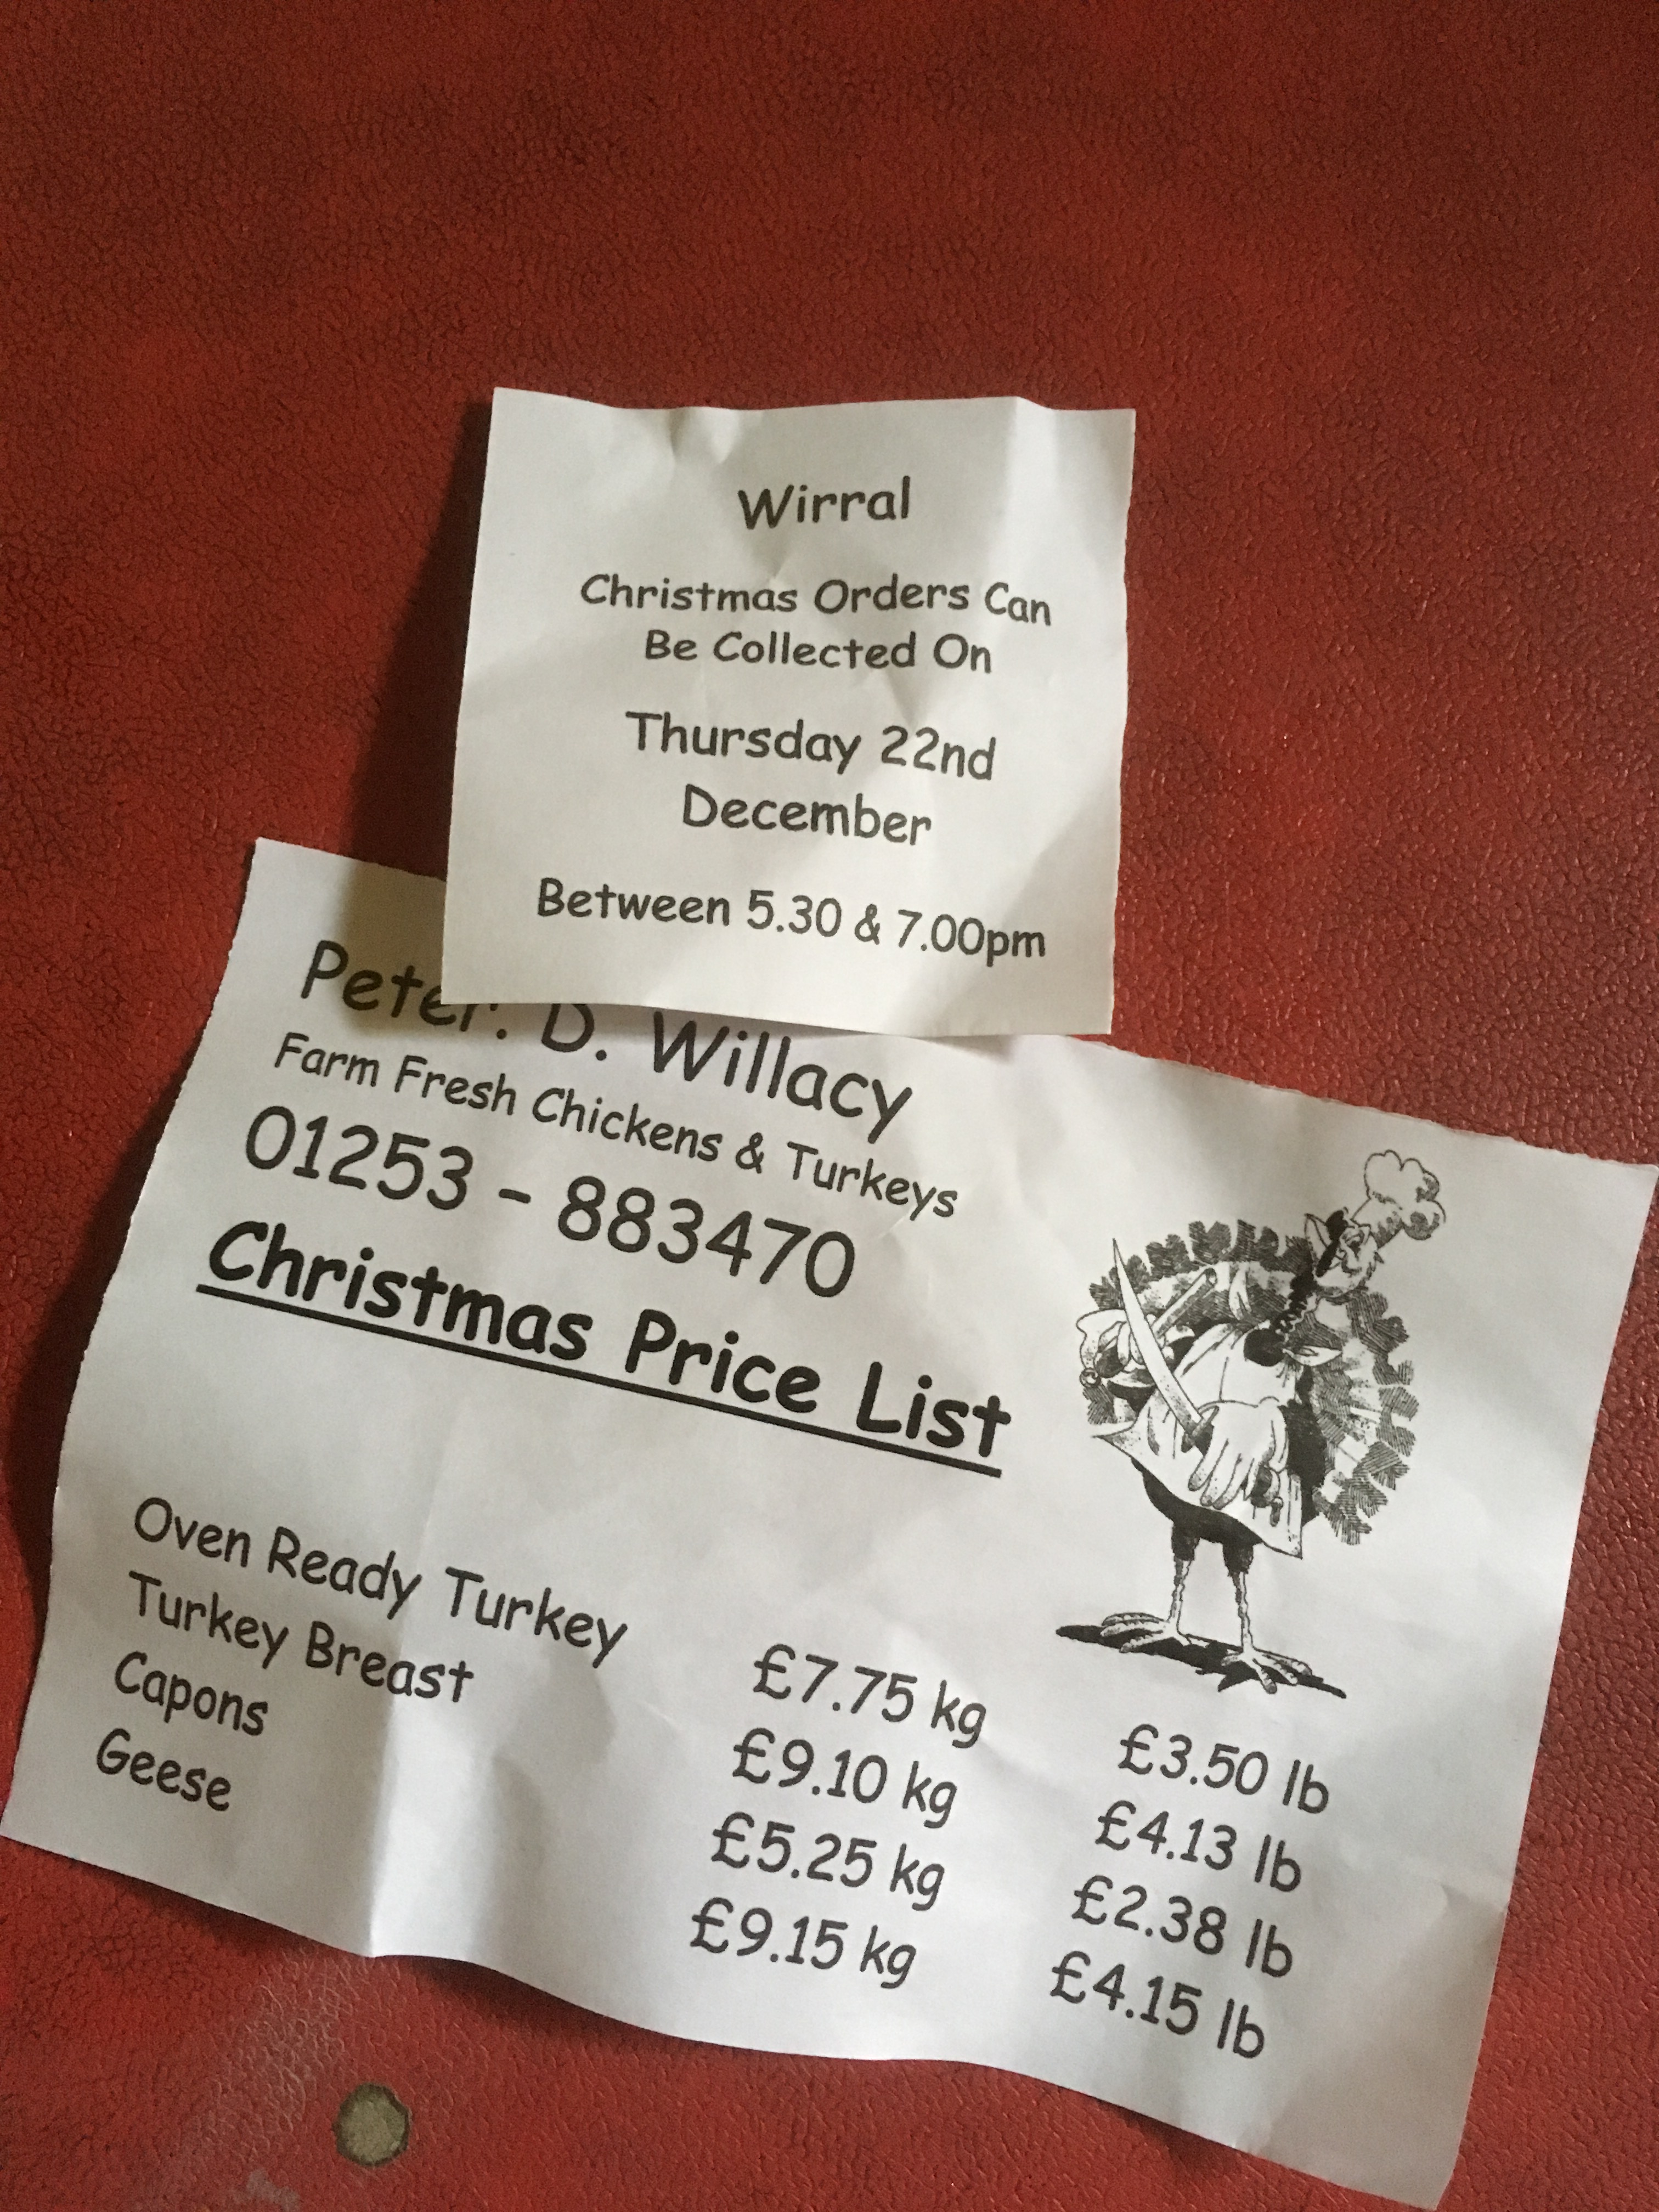 Wirral
Christmas Orders Can
Be Collected On
Thursday 22nd
December
Between 5.30 & 7.00pm
Peter. D. Willacy
Farm Fresh Chickens & Turkeys
01253 - 883470
Christmas Price List
Oven Ready Turkey £7.75 kg £3.50 lb
Turkey Breast £9.10 kg £4.13 lb
Capons £5.25 kg £2.38 lb
Geese £9.15 kg £4.15 lb